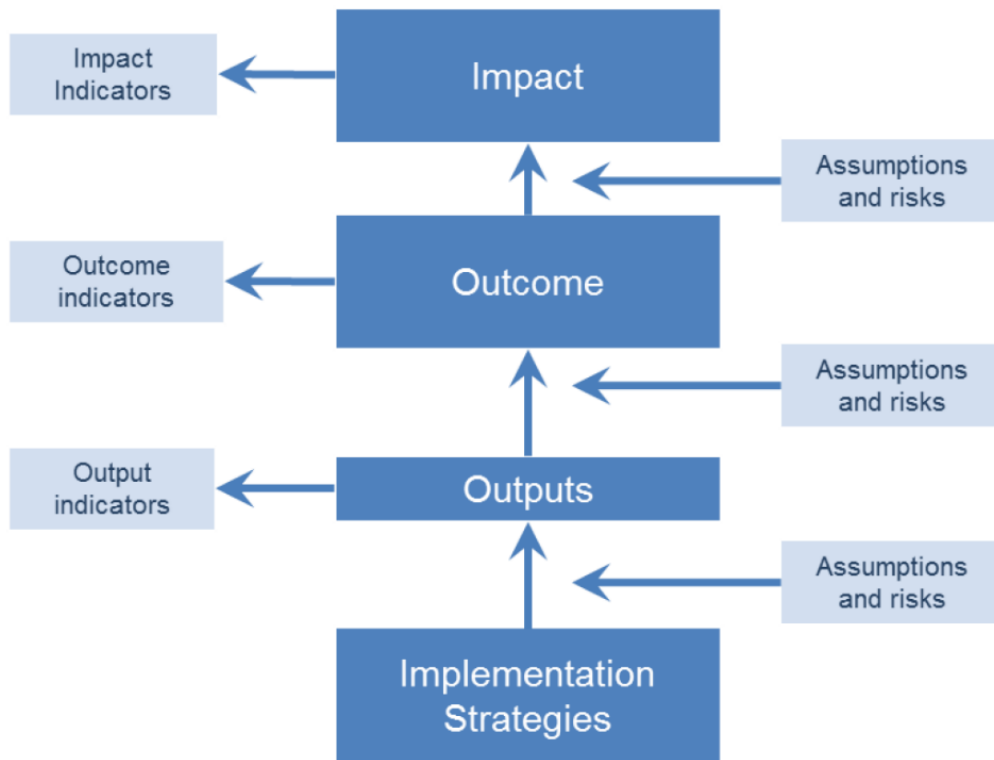 Impact
Indicators
Impact
Assumptions
and risks
Outcome
indicators
Outcome
Assumptions
and risks
Output
indicators
Outputs
Assumptions
and risks
Implementation
Strategies